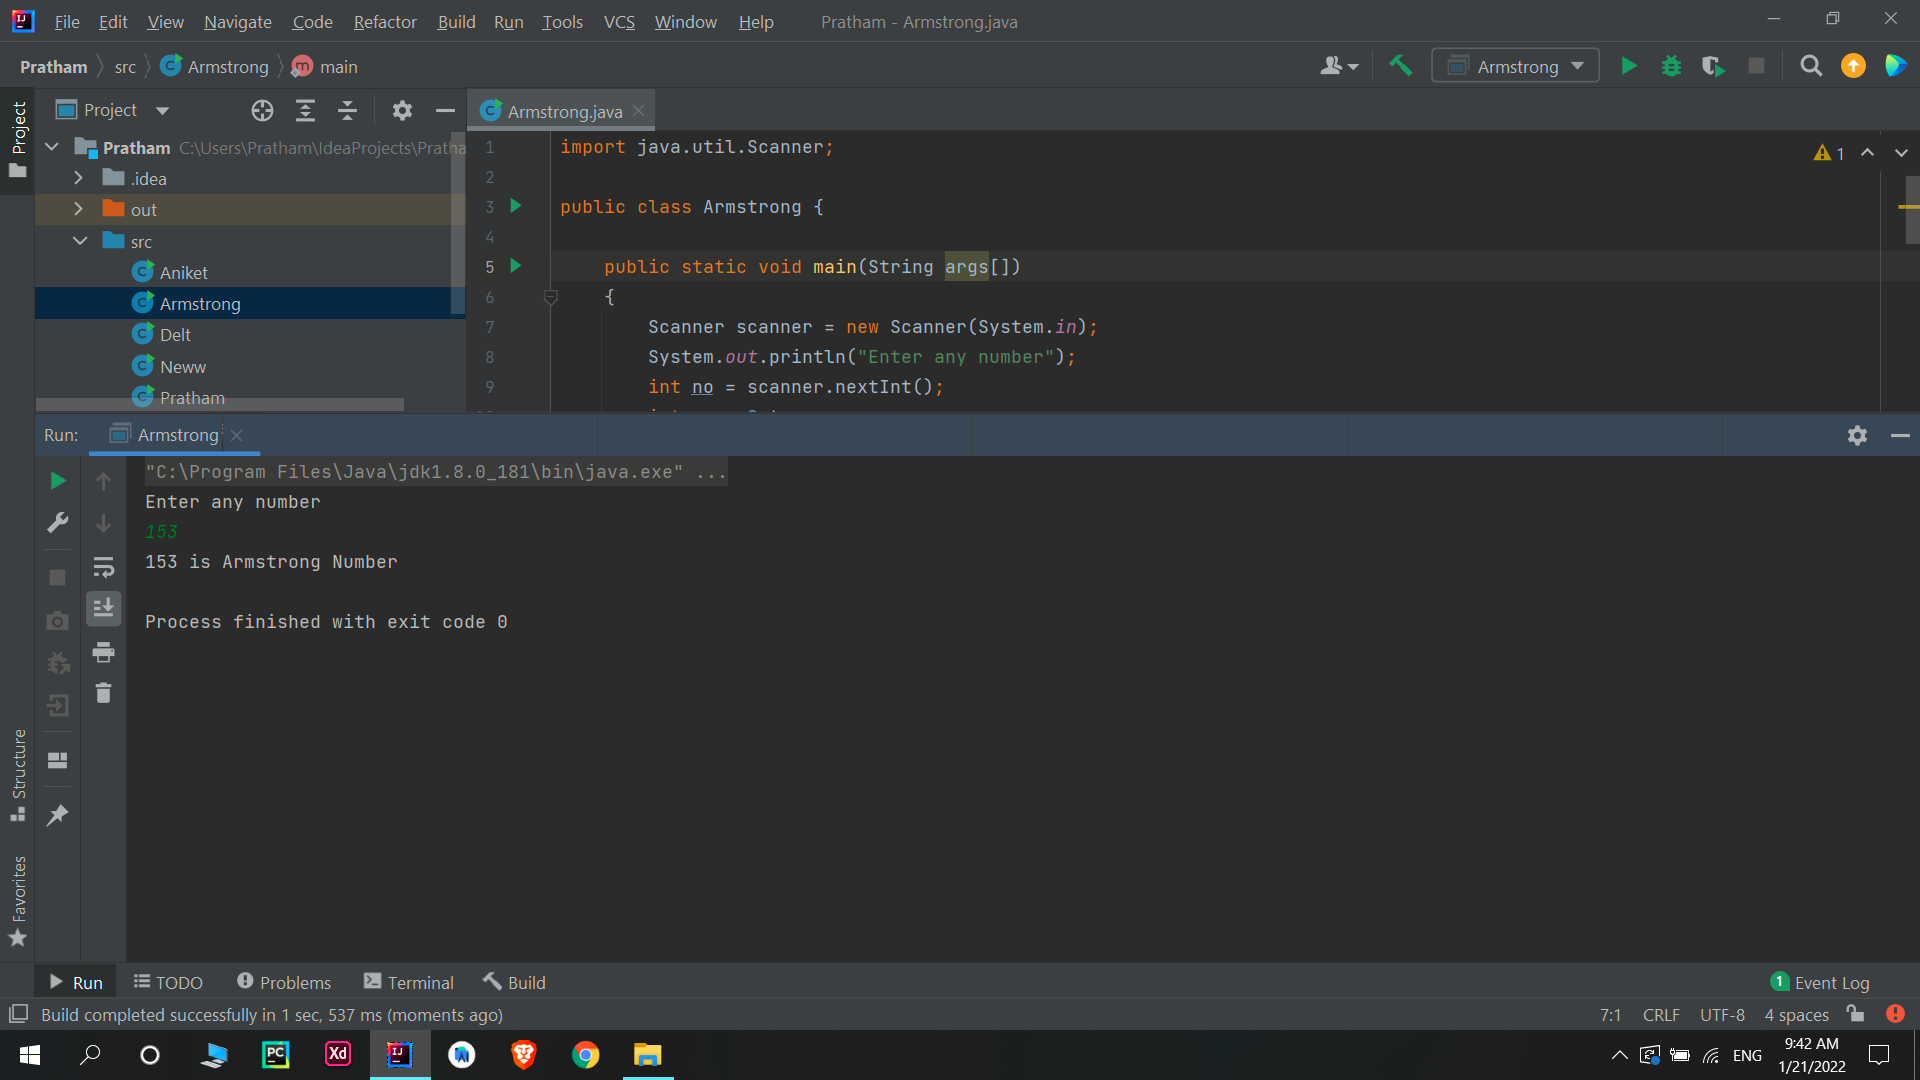 File Edit View Navigate Code Refactor Build Run Tools VCS Window Help Pratham - Armstrong.java
Pratham src Armstrong main Armstrong
Project
Project Armstrong.java
Pratham C:\Users\Pratham\IdeaProjects\Pratha
.idea
out
src
Aniket
Armstrong
Delt
Neww
Pratham
1 import java.util.Scanner;
2
3 public class Armstrong {
4
5 public static void main(String args[])
6 {
7 Scanner scanner = new Scanner(System.in);
8 System.out.println("Enter any number");
9 int no = scanner.nextInt();
1
Run: Armstrong
"C:\Program Files\Java\jdk1.8.0_181\bin\java.exe" ...
Enter any number
153
153 is Armstrong Number
Process finished with exit code 0
Structure
Favorites
Run TODO Problems Terminal Build 1 Event Log
Build completed successfully in 1 sec, 537 ms (moments ago) 7:1 CRLF UTF-8 4 spaces
PC Xd IJ ENG 9:42 AM
1/21/2022